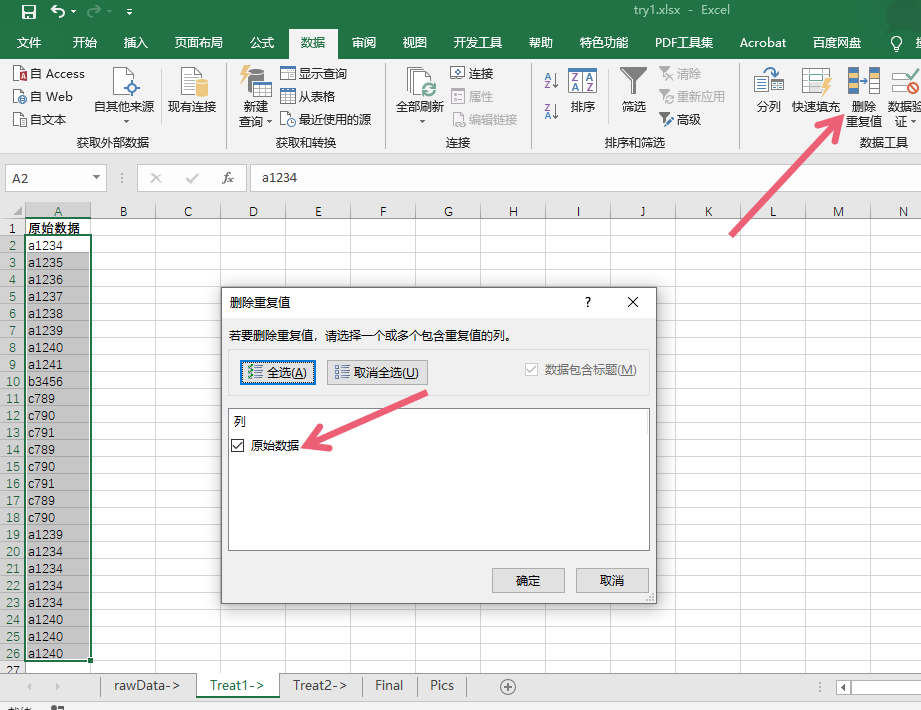 try1.xlsx - Excel
文件 开始 插入 页面布局 公式 数据 审阅 视图 开发工具 帮助 特色功能 PDF工具集 Acrobat 百度网盘
自 Access
自 Web
自文本
自其他来源
现有连接
获取外部数据
新建
查询
显示查询
从表格
最近使用的源
获取和转换
全部刷新
连接
属性
编辑链接
连接
排序
筛选
清除
重新应用
高级
排序和筛选
分列
快速填充
删除
重复值
数据验
证
数据工具
A2
fx
a1234
A B C D E F G H I J K L M N
1 原始数据
2 a1234
3 a1235
4 a1236
5 a1237
6 a1238
7 a1239
8 a1240
9 a1241
10 b3456
11 c789
12 c790
13 c791
14 c789
15 c790
16 c791
17 c789
18 c790
19 a1239
20 a1234
21 a1234
22 a1234
23 a1234
24 a1240
25 a1240
26 a1240
27
删除重复值 ?
若要删除重复值，请选择一个或多个包含重复值的列。
全选(A) 取消全选(U) 数据包含标题(M)
列
原始数据
确定 取消
rawData-> Treat1-> Treat2-> Final Pics